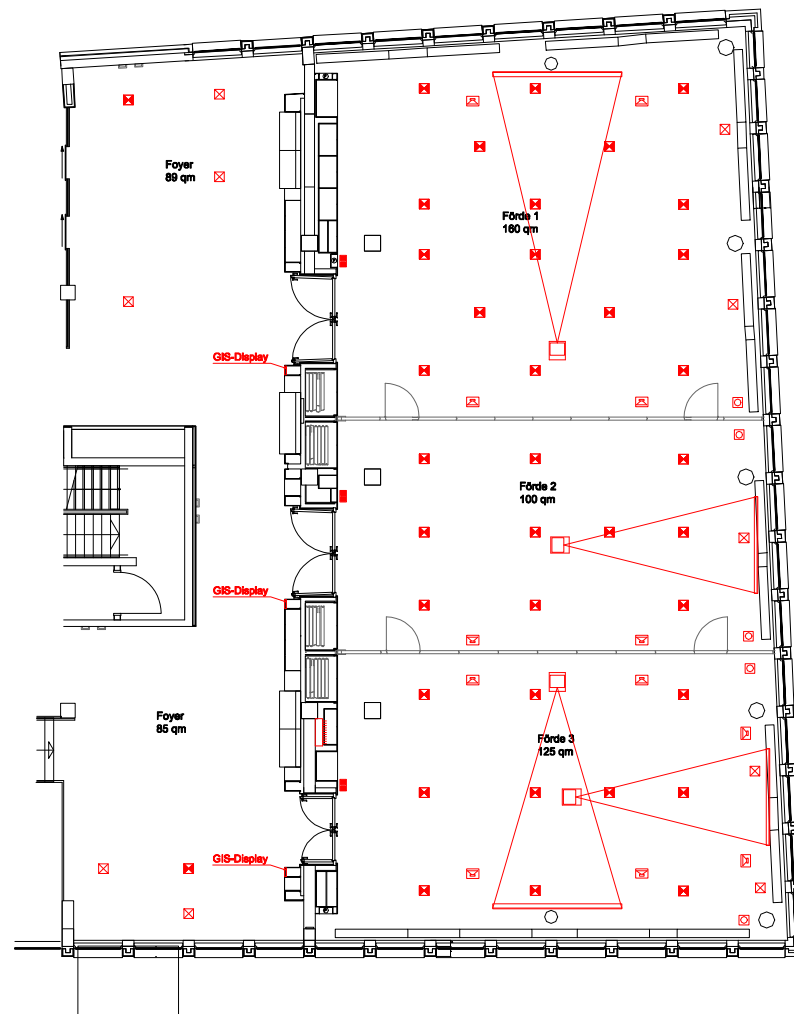 Foyer
89 qm
Förde 1
160 qm
GIS-Display
Förde 2
100 qm
GIS-Display
Foyer
85 qm
Förde 3
125 qm
GIS-Display